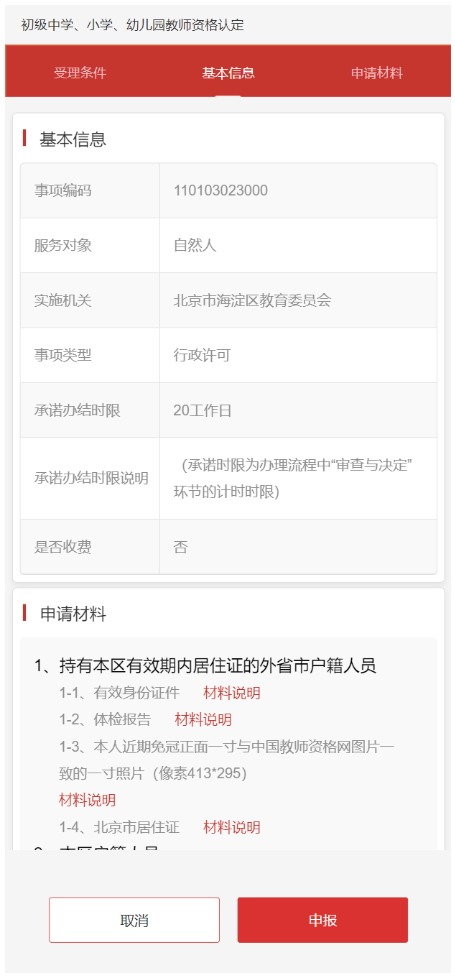 初级中学、小学、幼儿园教师资格认定
受理条件
基本信息
申请材料
基本信息
事项编码
110103023000
服务对象
自然人
实施机关
北京市海淀区教育委员会
事项类型
行政许可
承诺办结时限
20工作日
承诺办结时限说明
（承诺时限为办理流程中“审查与决定”
环节的计时时限）
是否收费
否
申请材料
1、持有本区有效期内居住证的外省市户籍人员
1-1、有效身份证件 材料说明
1-2、体检报告 材料说明
1-3、本人近期免冠正面一寸与中国教师资格网图片一
致的一寸照片（像素413*295）
材料说明
1-4、北京市居住证 材料说明
取消
申报